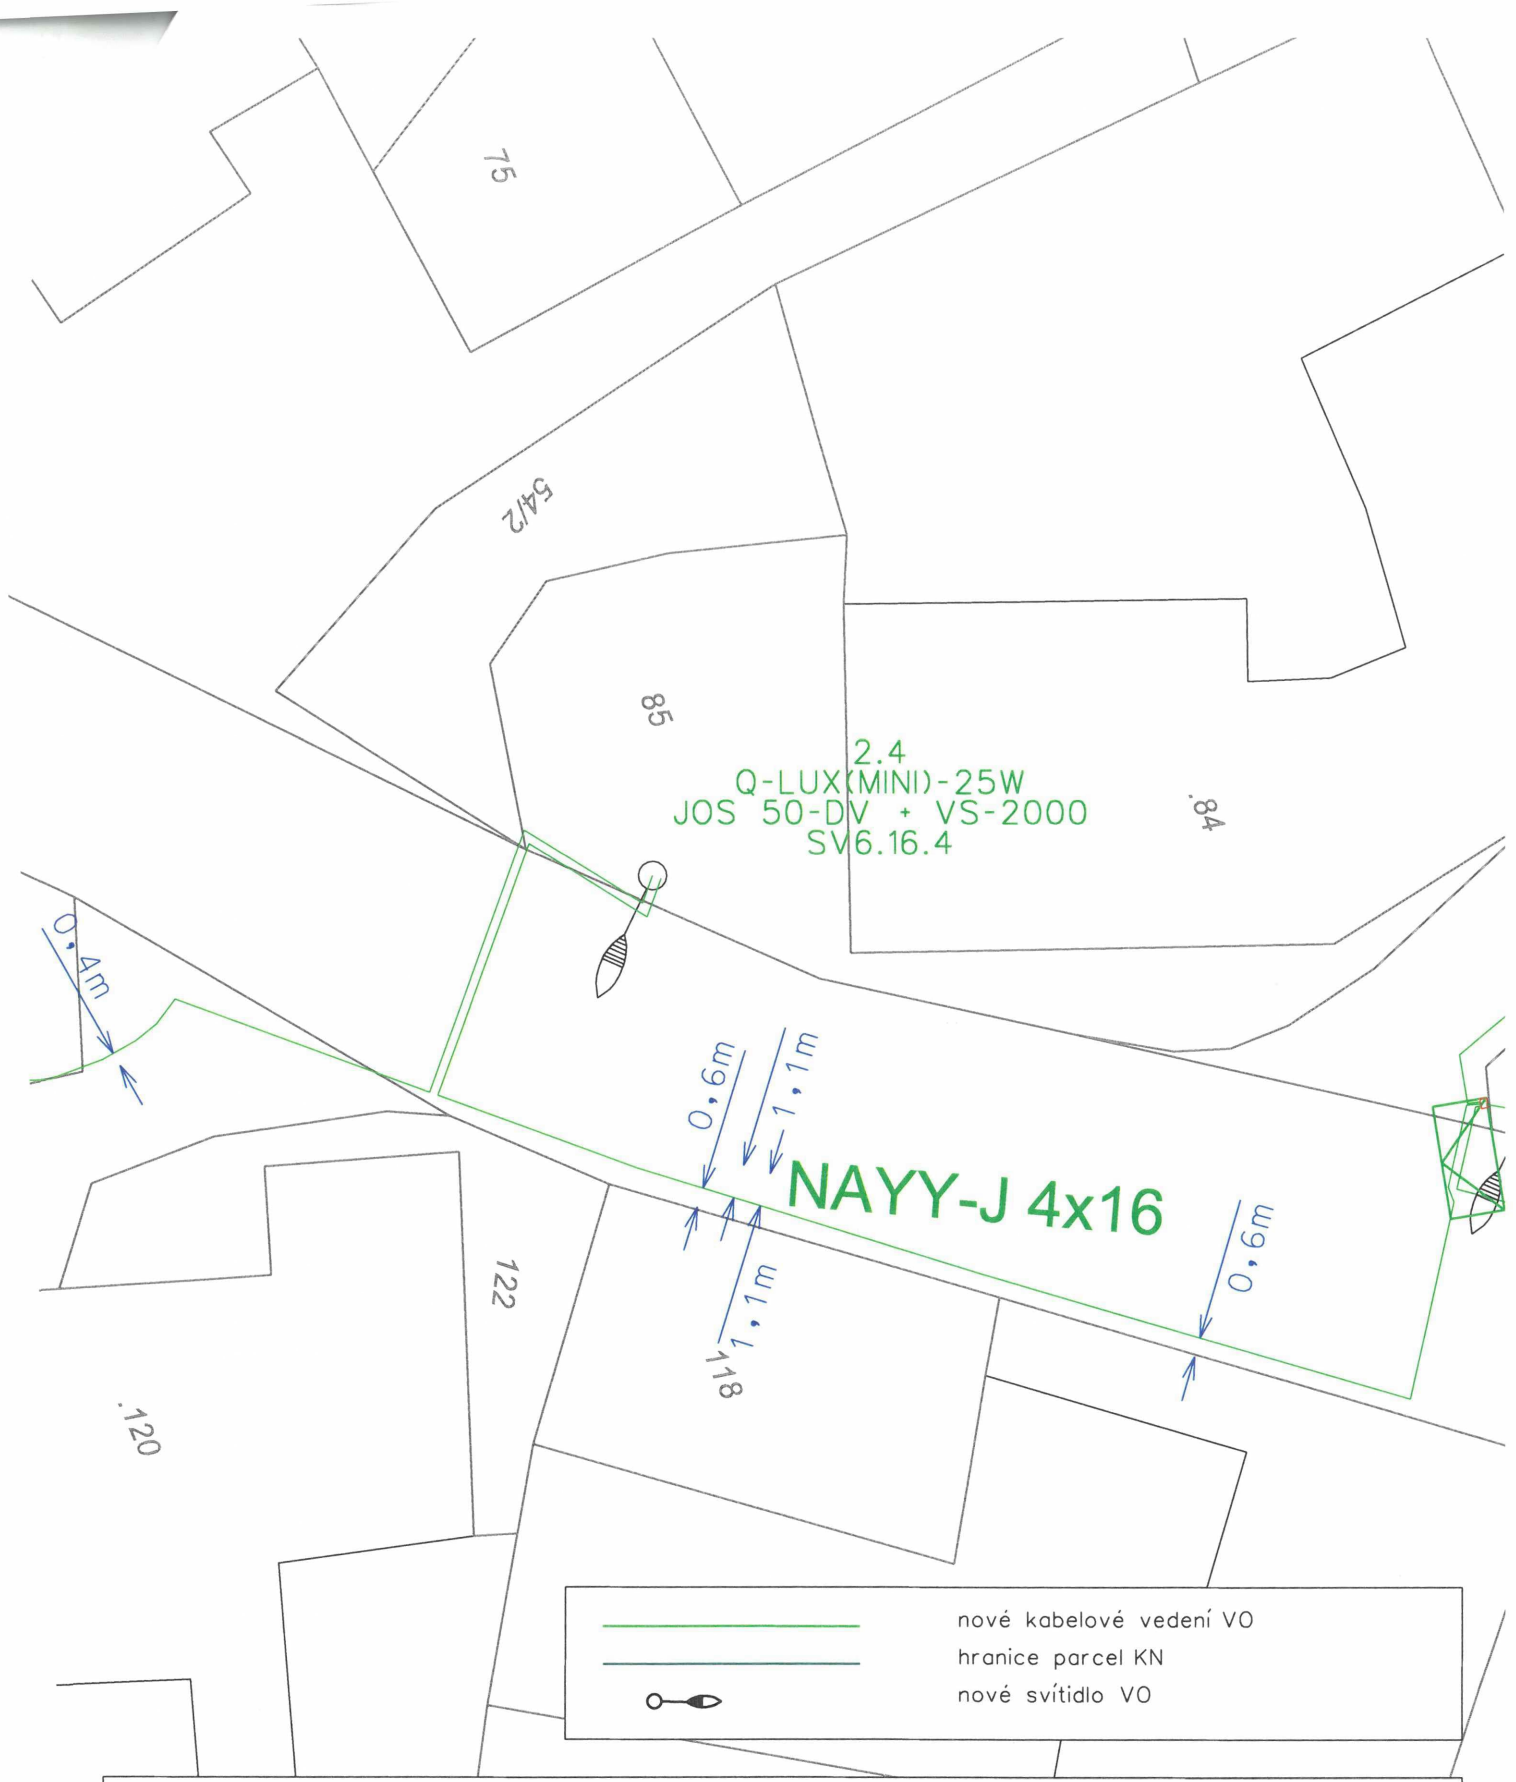 75
54/2
85
2.4
Q-LUX(MINI)-25W
JOS 50-DV + VS-2000
SV6.16.4
.84
0,4m
0,6m
1,1m
NAYY-J 4x16
0,6m
1,1m
122
118
.120
nové kabelové vedení VO
hranice parcel KN
nové svítidlo VO